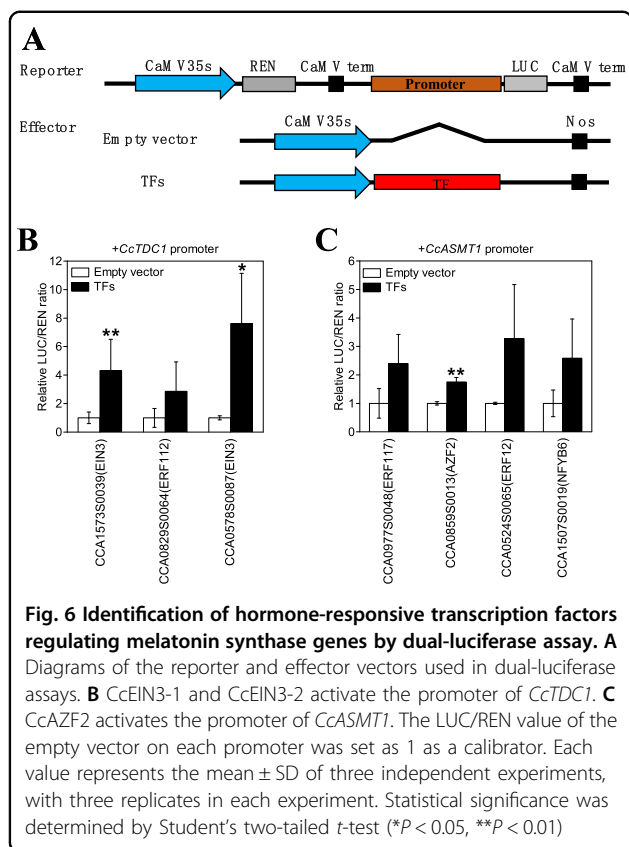 A
CaM V35s REN CaM V term Promoter LUC CaM V term
Reporter
Effector
CaM V35s Nos
Empty vector
TFs TF
B
+CcTDC1 promoter
Empty vector
TFs
Relative LUC/REN ratio
12
10
8
6
4
2
0
**
*
CCA1573S0039(EIN3)
CCA0829S0064(ERF112)
CCA0578S0087(EIN3)
C
+CcASMT1 promoter
Empty vector
TFs
Relative LUC/REN ratio
6
5
4
3
2
1
0
**
CCA0977S0048(ERF117)
CCA0859S0013(AZF2)
CCA0524S0065(ERF12)
CCA1507S0019(NFYB6)
Fig. 6 Identification of hormone-responsive transcription factors
regulating melatonin synthase genes by dual-luciferase assay. A
Diagrams of the reporter and effector vectors used in dual-luciferase
assays. B CcEIN3-1 and CcEIN3-2 activate the promoter of CcTDC1. C
CcAZF2 activates the promoter of CcASMT1. The LUC/REN value of the
empty vector on each promoter was set as 1 as a calibrator. Each
value represents the mean ± SD of three independent experiments,
with three replicates in each experiment. Statistical significance was
determined by Student's two-tailed t-test (*P < 0.05, **P < 0.01)